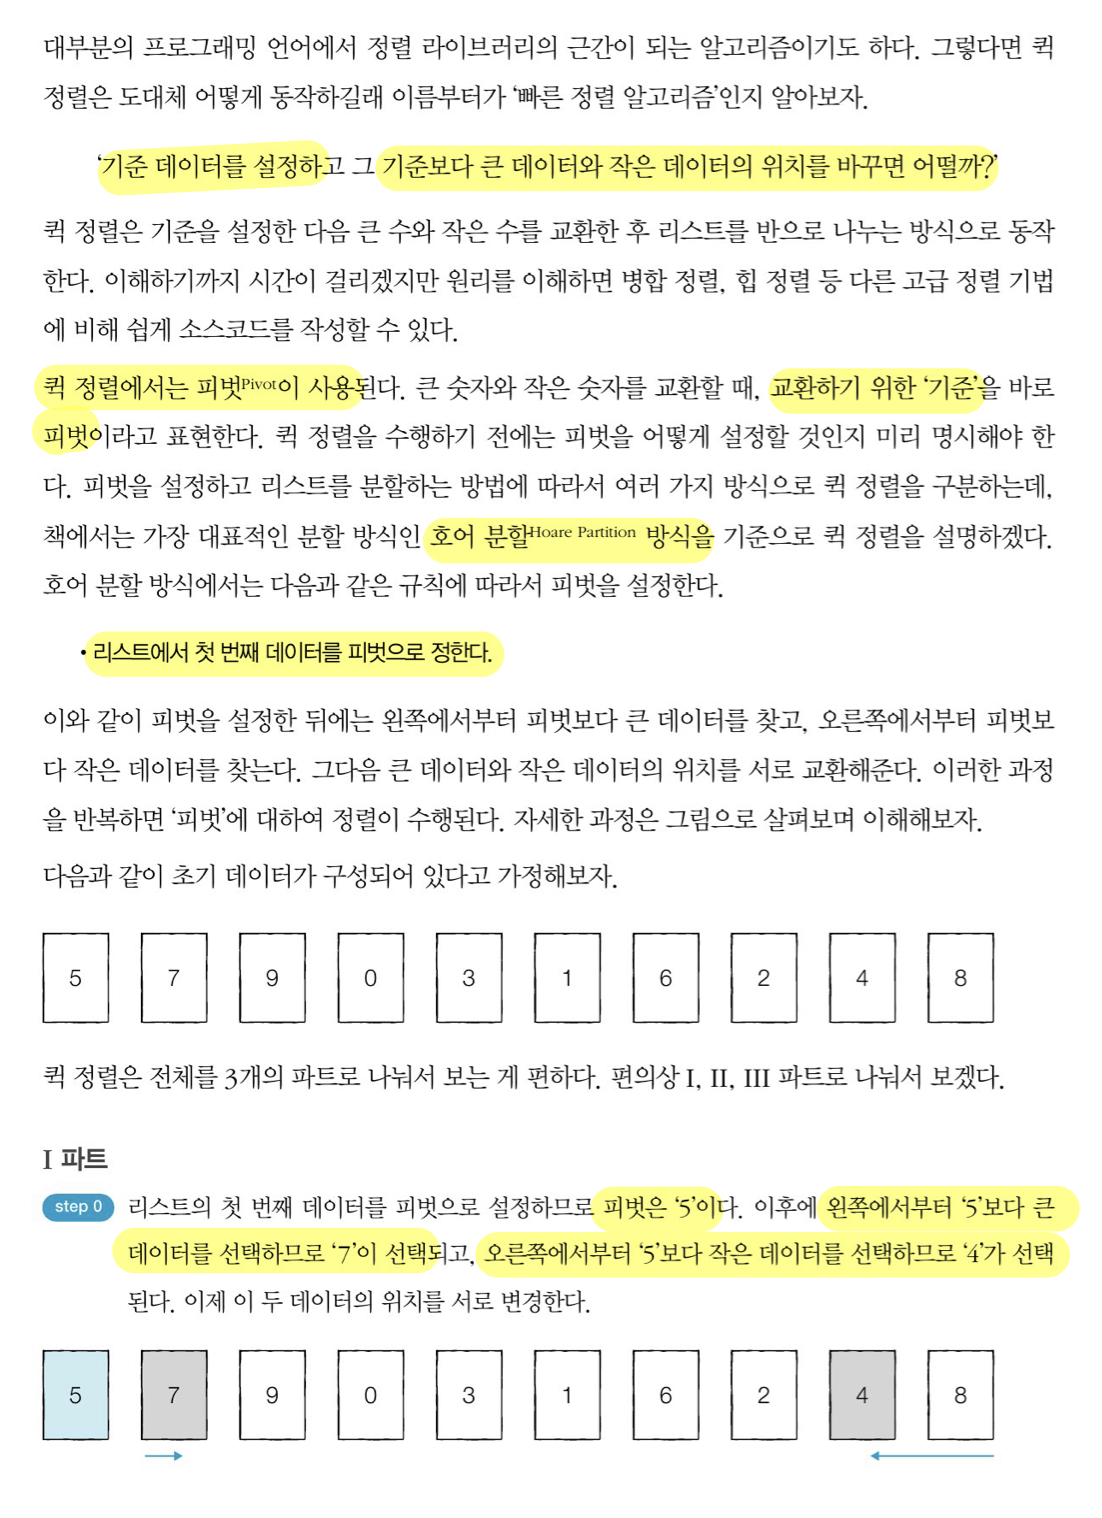 대부분의 프로그래밍 언어에서 정렬 라이브러리의 근간이 되는 알고리즘이기도 하다. 그렇다면 퀵
정렬은 도대체 어떻게 동작하길래 이름부터가 ‘빠른 정렬 알고리즘’인지 알아보자.
‘기준 데이터를 설정하고 그 기준보다 큰 데이터와 작은 데이터의 위치를 바꾸면 어떨까?’
퀵 정렬은 기준을 설정한 다음 큰 수와 작은 수를 교환한 후 리스트를 반으로 나누는 방식으로 동작
한다. 이해하기까지 시간이 걸리겠지만 원리를 이해하면 병합 정렬, 힙 정렬 등 다른 고급 정렬 기법
에 비해 쉽게 소스코드를 작성할 수 있다.
퀵 정렬에서는 피벗Pivot이 사용된다. 큰 숫자와 작은 숫자를 교환할 때, 교환하기 위한 ‘기준’을 바로
피벗이라고 표현한다. 퀵 정렬을 수행하기 전에는 피벗을 어떻게 설정할 것인지 미리 명시해야 한
다. 피벗을 설정하고 리스트를 분할하는 방법에 따라서 여러 가지 방식으로 퀵 정렬을 구분하는데,
책에서는 가장 대표적인 분할 방식인 호어 분할Hoare Partition 방식을 기준으로 퀵 정렬을 설명하겠다.
호어 분할 방식에서는 다음과 같은 규칙에 따라서 피벗을 설정한다.
• 리스트에서 첫 번째 데이터를 피벗으로 정한다.
이와 같이 피벗을 설정한 뒤에는 왼쪽에서부터 피벗보다 큰 데이터를 찾고, 오른쪽에서부터 피벗보
다 작은 데이터를 찾는다. 그다음 큰 데이터와 작은 데이터의 위치를 서로 교환해준다. 이러한 과정
을 반복하면 ‘피벗’에 대하여 정렬이 수행된다. 자세한 과정은 그림으로 살펴보며 이해해보자.
다음과 같이 초기 데이터가 구성되어 있다고 가정해보자.
5 7 9 0 3 1 6 2 4 8
퀵 정렬은 전체를 3개의 파트로 나눠서 보는 게 편하다. 편의상 I, II, III 파트로 나눠서 보겠다.
I 파트
step 0 리스트의 첫 번째 데이터를 피벗으로 설정하므로 피벗은 ‘5’이다. 이후에 왼쪽에서부터 ‘5’보다 큰
데이터를 선택하므로 ‘7’이 선택되고, 오른쪽에서부터 ‘5’보다 작은 데이터를 선택하므로 ‘4’가 선택
된다. 이제 이 두 데이터의 위치를 서로 변경한다.
5 7 9 0 3 1 6 2 4 8